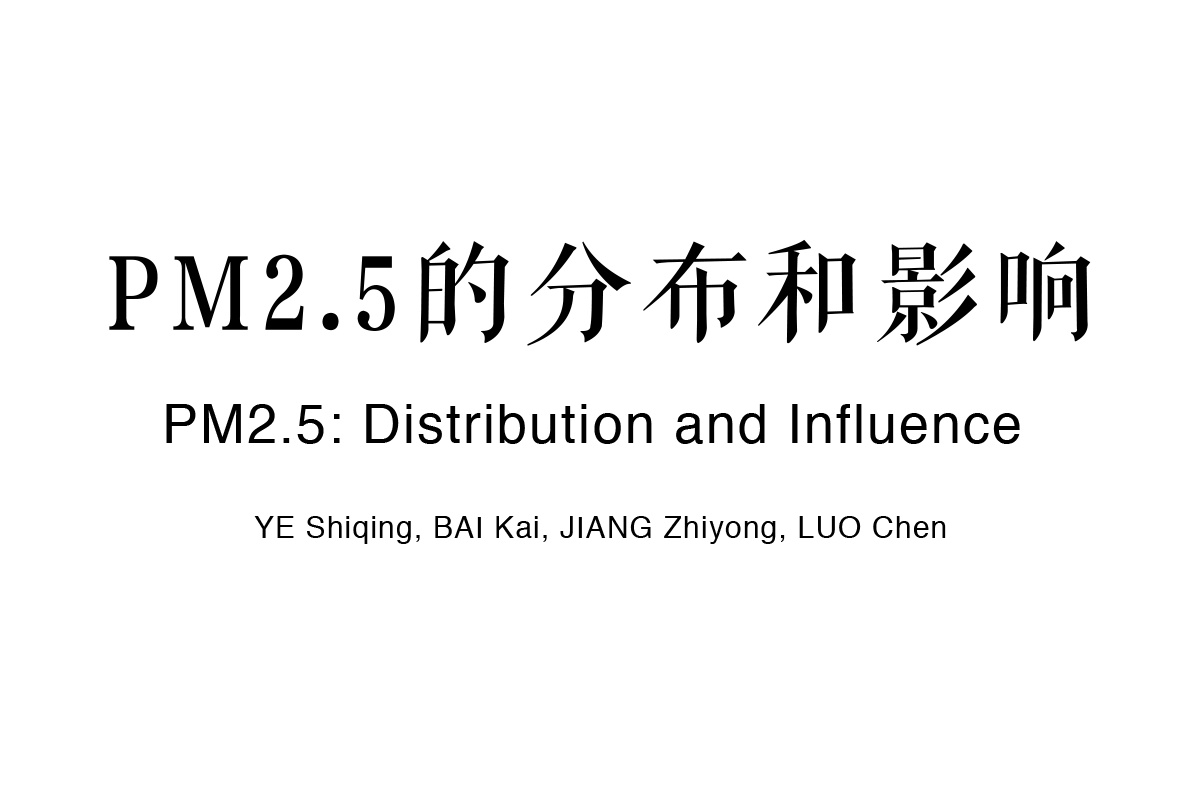 PM2.5的分布和影响
PM2.5: Distribution and Influence
YE Shiqing, BAI Kai, JIANG Zhiyong, LUO Chen